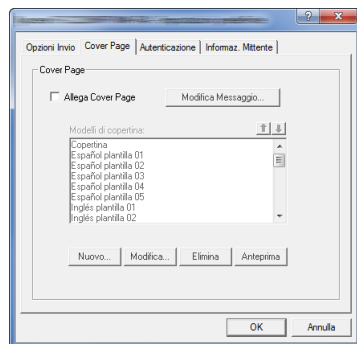 Opzioni Invio Cover Page Autenticazione Informaz. Mittente
Cover Page
Allega Cover Page Modifica Messaggio...
Modelli di copertina:
Copertina
Español plantilla 01
Español plantilla 02
Español plantilla 03
Español plantilla 04
Español plantilla 05
Inglés plantilla 01
Inglés plantilla 02
Nuovo... Modifica... Elimina Anteprima
OK Annulla